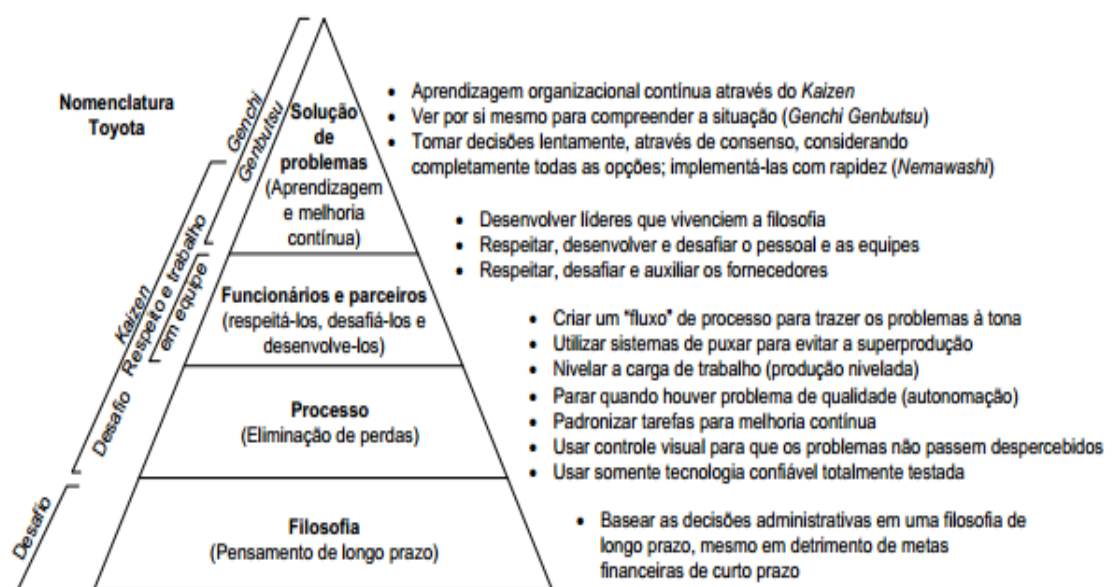 Nomenclatura
Toyota
Genchi
Genbutsu
Kaizen
Respeito e trabalho
em equipe
Desafio
Desafio
Solução
de
problemas
(Aprendizagem
e melhoria
contínua)
• Aprendizagem organizacional contínua através do Kaizen
• Ver por si mesmo para compreender a situação (Genchi Genbutsu)
• Tomar decisões lentamente, através de consenso, considerando
completamente todas as opções; implementá-las com rapidez (Nemawashi)
Funcionários e parceiros
(respeitá-los, desafiá-los e
desenvolve-los)
• Desenvolver líderes que vivenciem a filosofia
• Respeitar, desenvolver e desafiar o pessoal e as equipes
• Respeitar, desafiar e auxiliar os fornecedores
Processo
(Eliminação de perdas)
• Criar um “fluxo” de processo para trazer os problemas à tona
• Utilizar sistemas de puxar para evitar a superprodução
• Nivelar a carga de trabalho (produção nivelada)
• Parar quando houver problema de qualidade (autonomação)
• Padronizar tarefas para melhoria contínua
• Usar controle visual para que os problemas não passem despercebidos
• Usar somente tecnologia confiável totalmente testada
Filosofia
(Pensamento de longo prazo)
• Basear as decisões administrativas em uma filosofia de
longo prazo, mesmo em detrimento de metas
financeiras de curto prazo